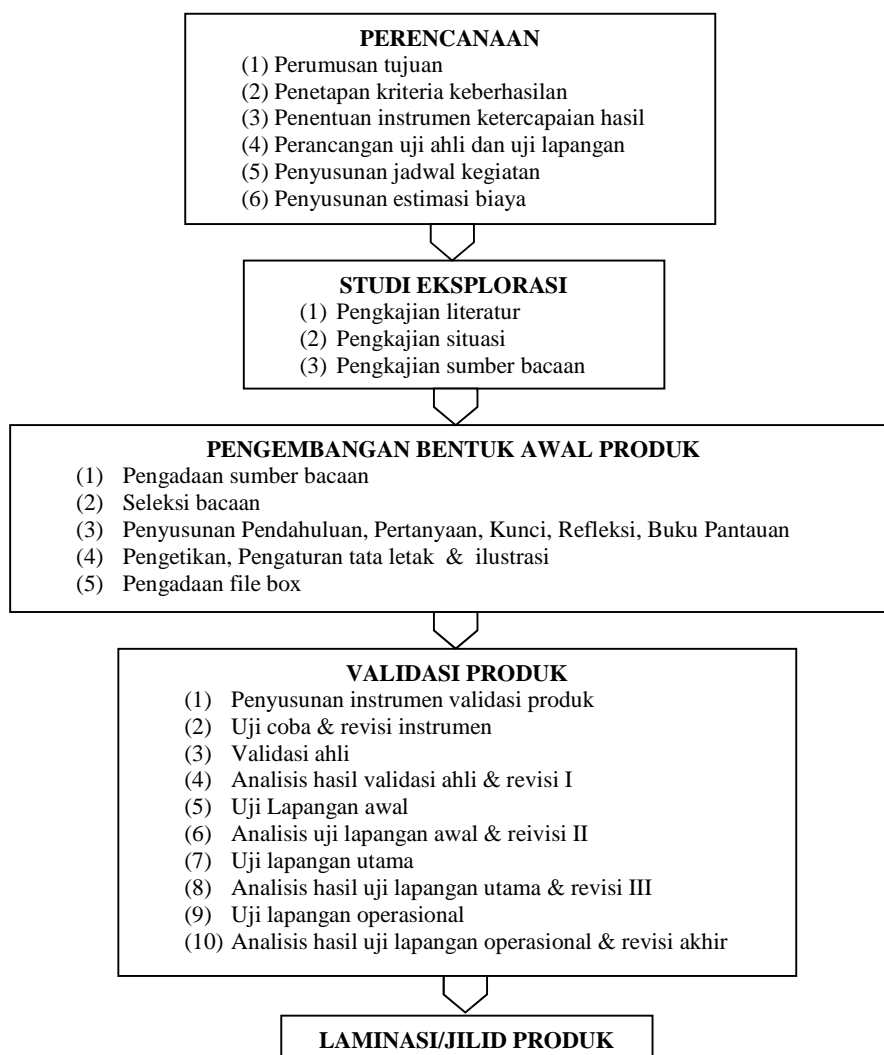 PERENCANAAN
(1) Perumusan tujuan
(2) Penetapan kriteria keberhasilan
(3) Penentuan instrumen ketercapaian hasil
(4) Perancangan uji ahli dan uji lapangan
(5) Penyusunan jadwal kegiatan
(6) Penyusunan estimasi biaya
STUDI EKSPLORASI
(1) Pengkajian literatur
(2) Pengkajian situasi
(3) Pengkajian sumber bacaan
PENGEMBANGAN BENTUK AWAL PRODUK
(1) Pengadaan sumber bacaan
(2) Seleksi bacaan
(3) Penyusunan Pendahuluan, Pertanyaan, Kunci, Refleksi, Buku Pantauan
(4) Pengetikan, Pengaturan tata letak & ilustrasi
(5) Pengadaan file box
VALIDASI PRODUK
(1) Penyusunan instrumen validasi produk
(2) Uji coba & revisi instrumen
(3) Validasi ahli
(4) Analisis hasil validasi ahli & revisi I
(5) Uji Lapangan awal
(6) Analisis uji lapangan awal & reivisi II
(7) Uji lapangan utama
(8) Analisis hasil uji lapangan utama & revisi III
(9) Uji lapangan operasional
(10) Analisis hasil uji lapangan operasional & revisi akhir
LAMINASI/JILID PRODUK